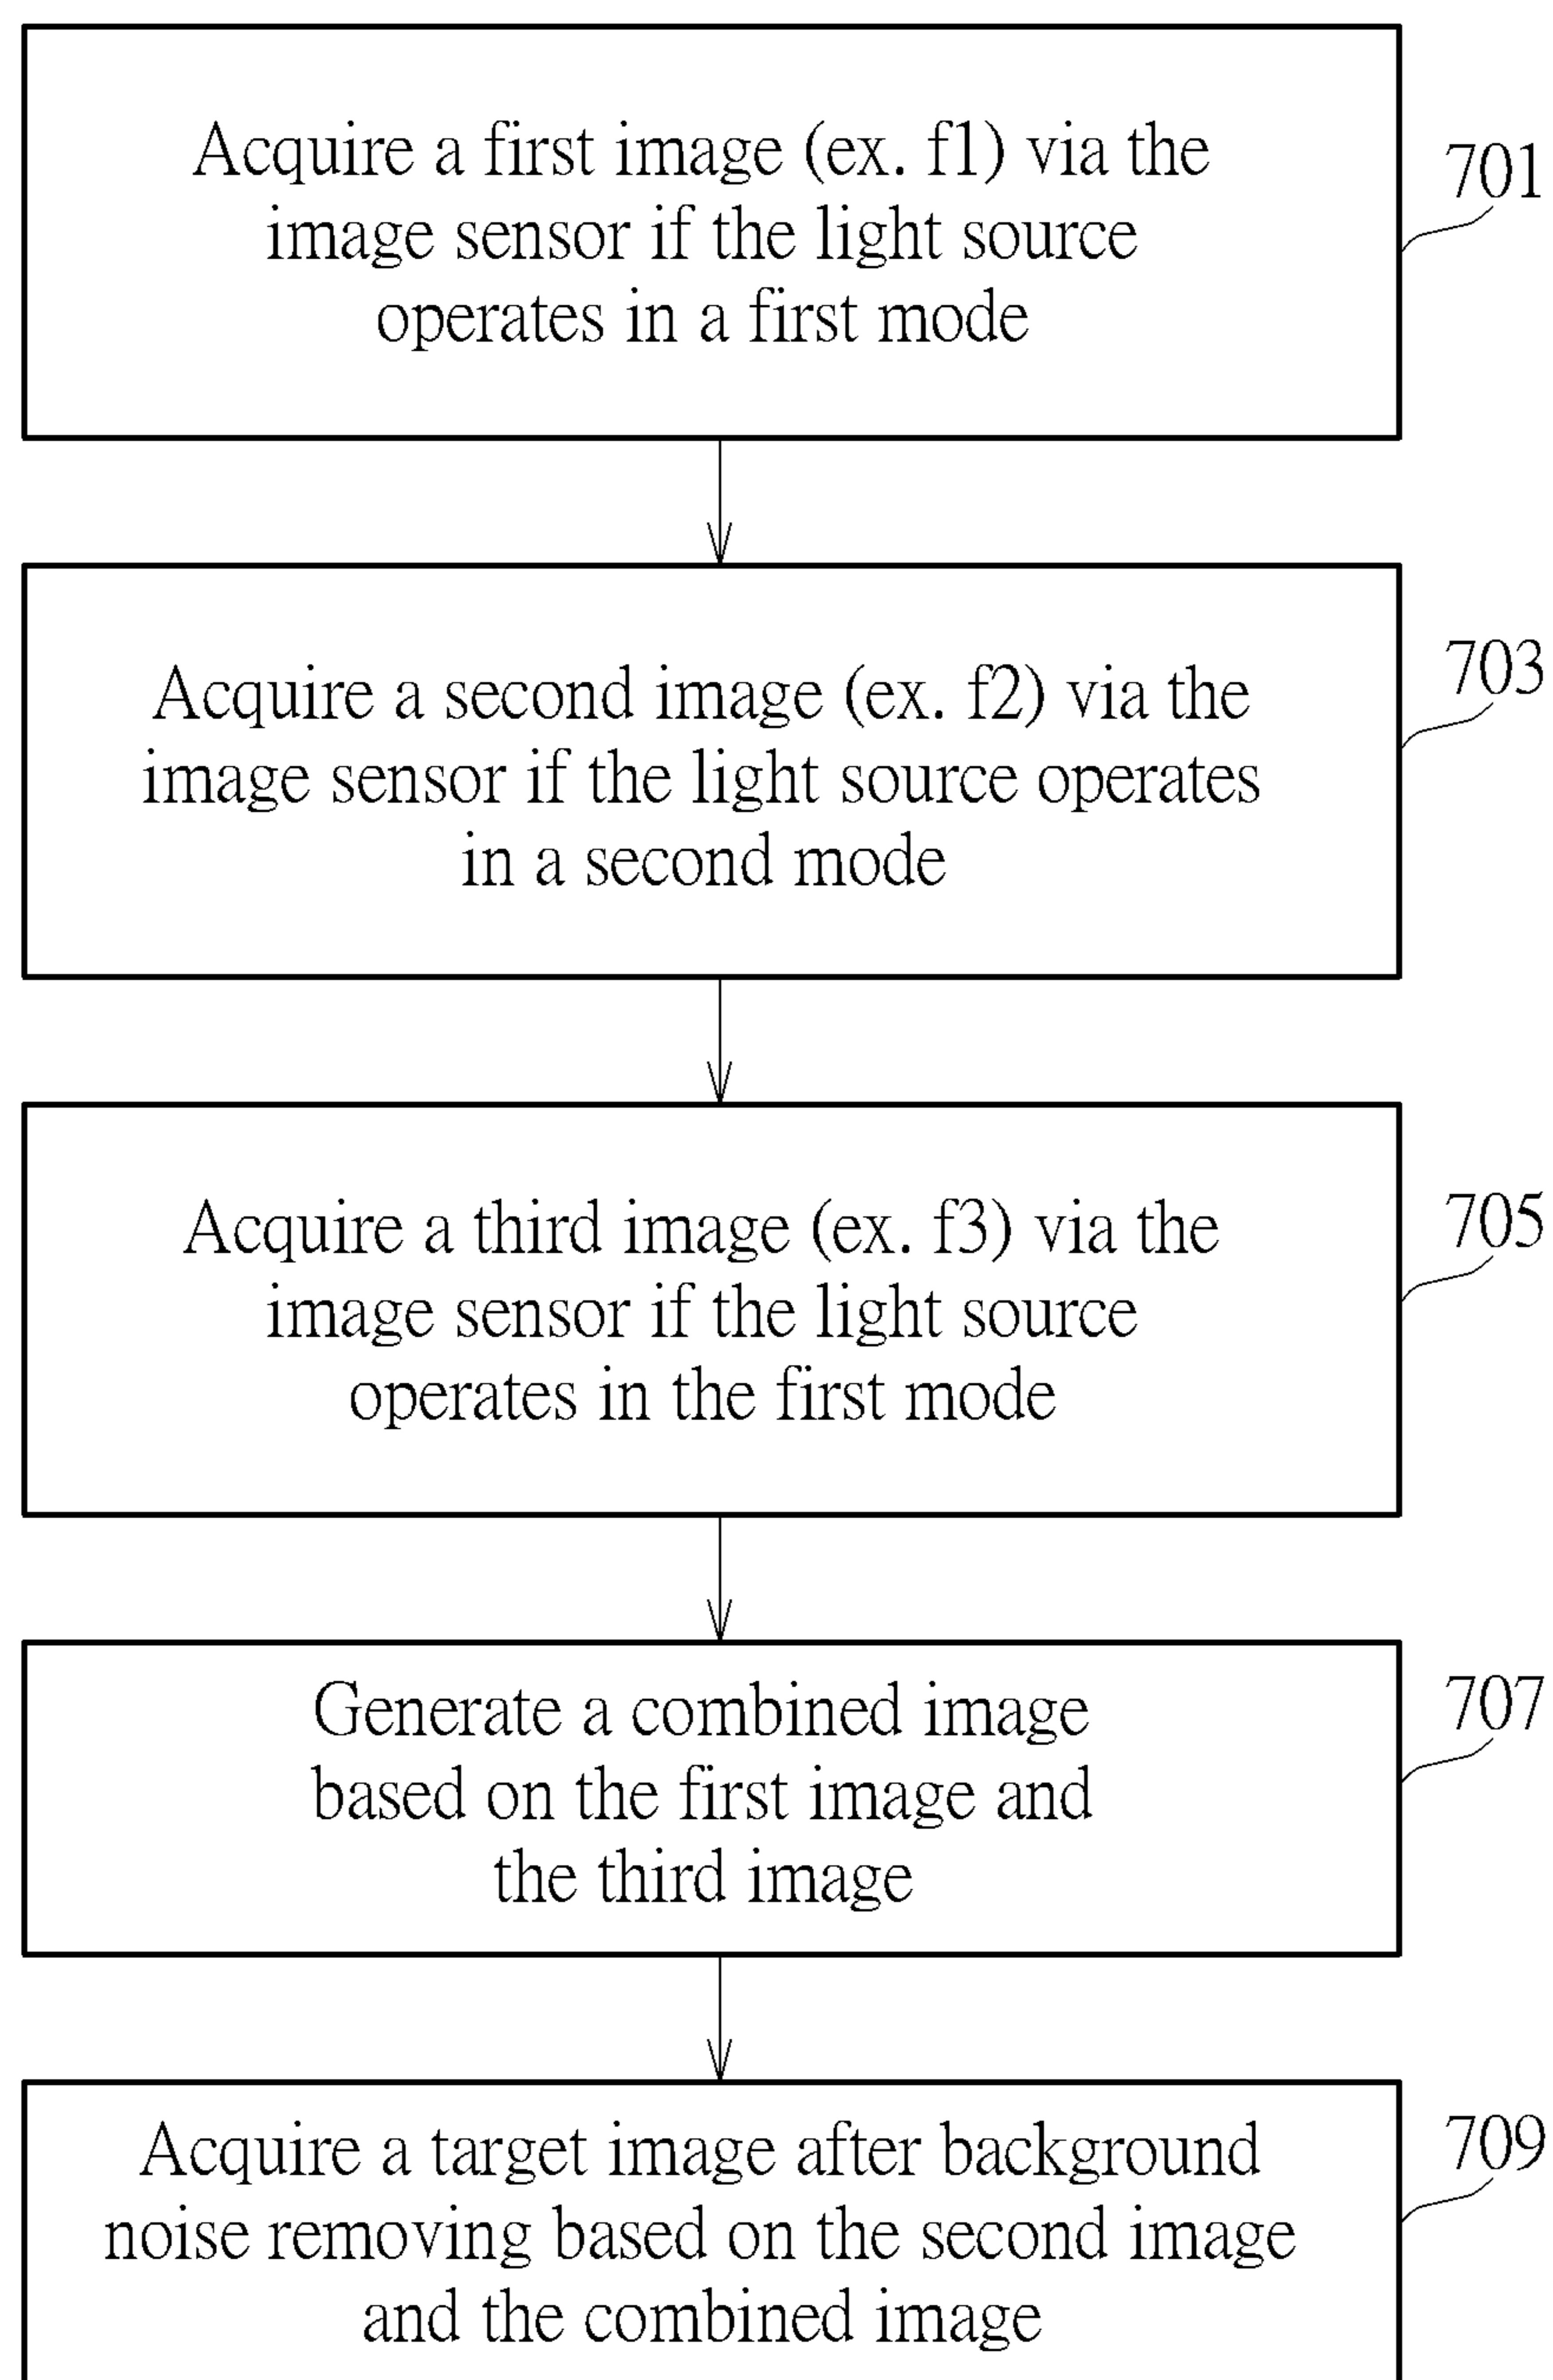 Acquire a first image (ex. f1) via the
image sensor if the light source
operates in a first mode
701
Acquire a second image (ex. f2) via the
image sensor if the light source operates
in a second mode
703
Acquire a third image (ex. f3) via the
image sensor if the light source
operates in the first mode
705
Generate a combined image
based on the first image and
the third image
707
Acquire a target image after background
noise removing based on the second image
and the combined image
709